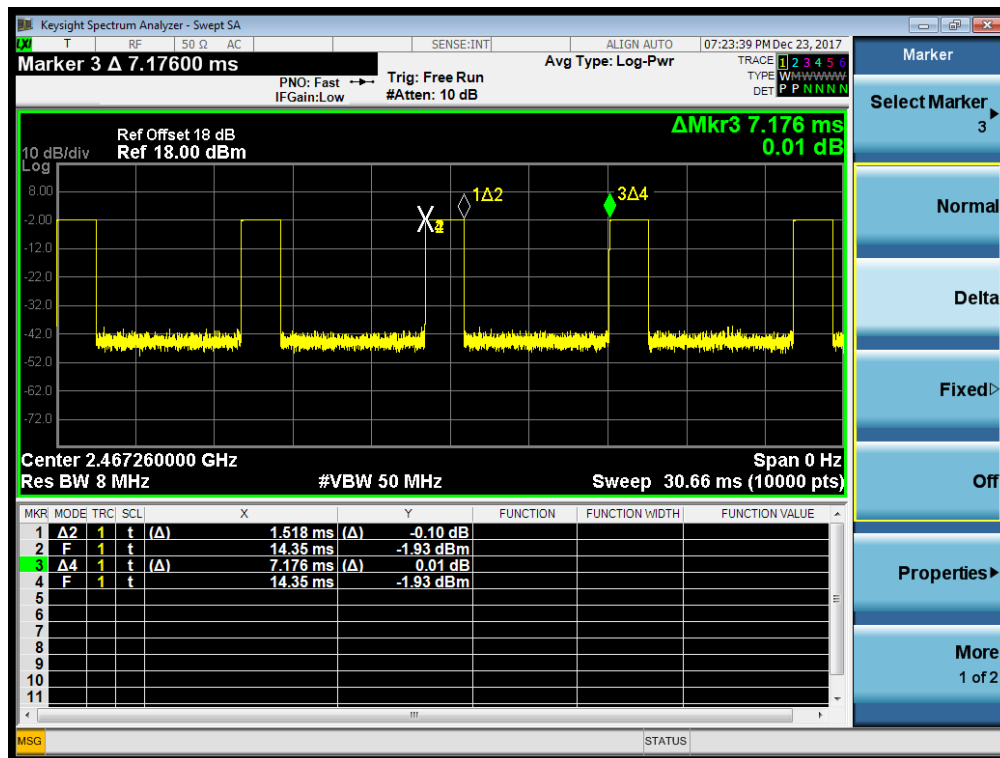 Keysight Spectrum Analyzer - Swept SA
LXI T RF 50 Ω AC SENSE:INT ALIGN AUTO 07:23:39 PM Dec 23, 2017
Marker 3 Δ 7.17600 ms
PNO: Fast
IFGain:Low
Trig: Free Run
#Atten: 10 dB
Avg Type: Log-Pwr
TRACE 1 2 3 4 5 6
TYPE WMWWWWW
DET P P N N N N
ΔMkr3 7.176 ms
0.01 dB
Ref Offset 18 dB
10 dB/div Ref 18.00 dBm
Log
8.00
-2.00
-12.0
-22.0
-32.0
-42.0
-52.0
-62.0
-72.0
1Δ2
3Δ4
Center 2.467260000 GHz Span 0 Hz
Res BW 8 MHz #VBW 50 MHz Sweep 30.66 ms (10000 pts)
MKR MODE TRC SCL X Y FUNCTION FUNCTION WIDTH FUNCTION VALUE
1 Δ2 1 t (Δ) 1.518 ms (Δ) -0.10 dB
2 F 1 t 14.35 ms -1.93 dBm
3 Δ4 1 t (Δ) 7.176 ms (Δ) 0.01 dB
4 F 1 t 14.35 ms -1.93 dBm
5
6
7
8
9
10
11
MSG STATUS
Marker
Select Marker
3
Normal
Delta
Fixed
Off
Properties
More
1 of 2